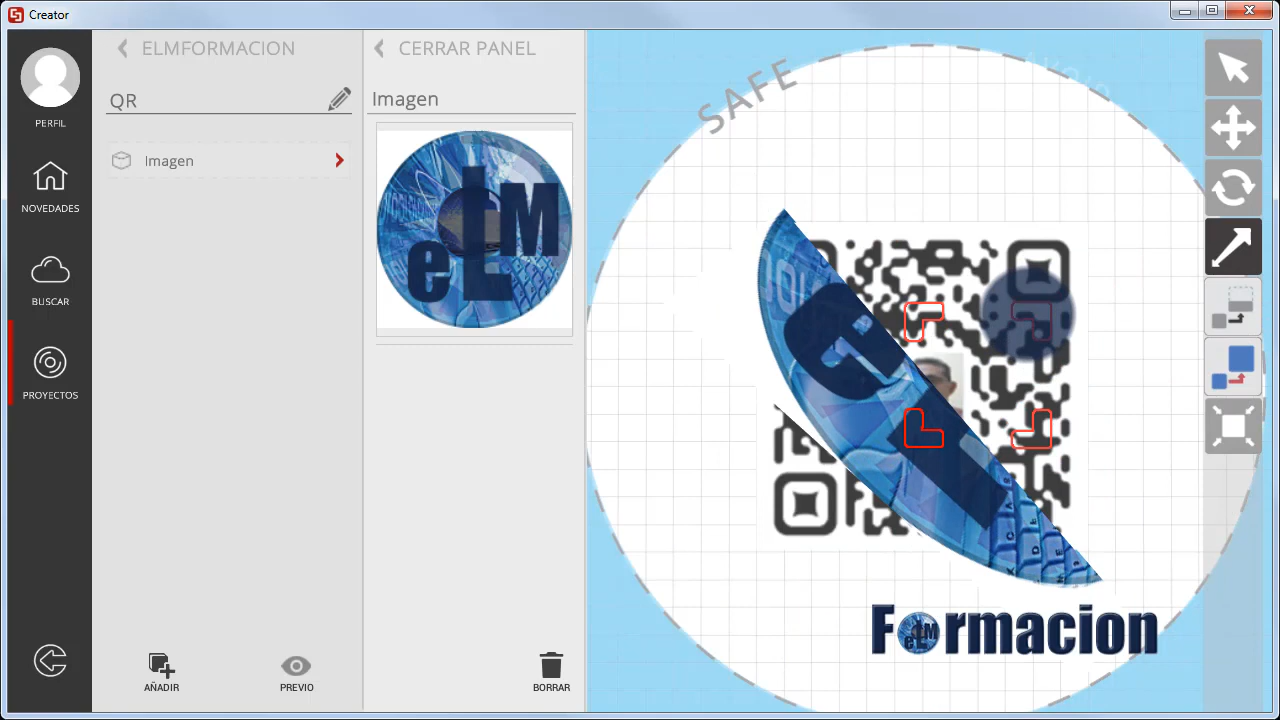 Creator
ELMFORMACION
CERRAR PANEL
PERFIL
QR
Imagen
Imagen
eLM
NOVEDADES
BUSCAR
PROYECTOS
AÑADIR
PREVIO
BORRAR
SAFE
Formacion